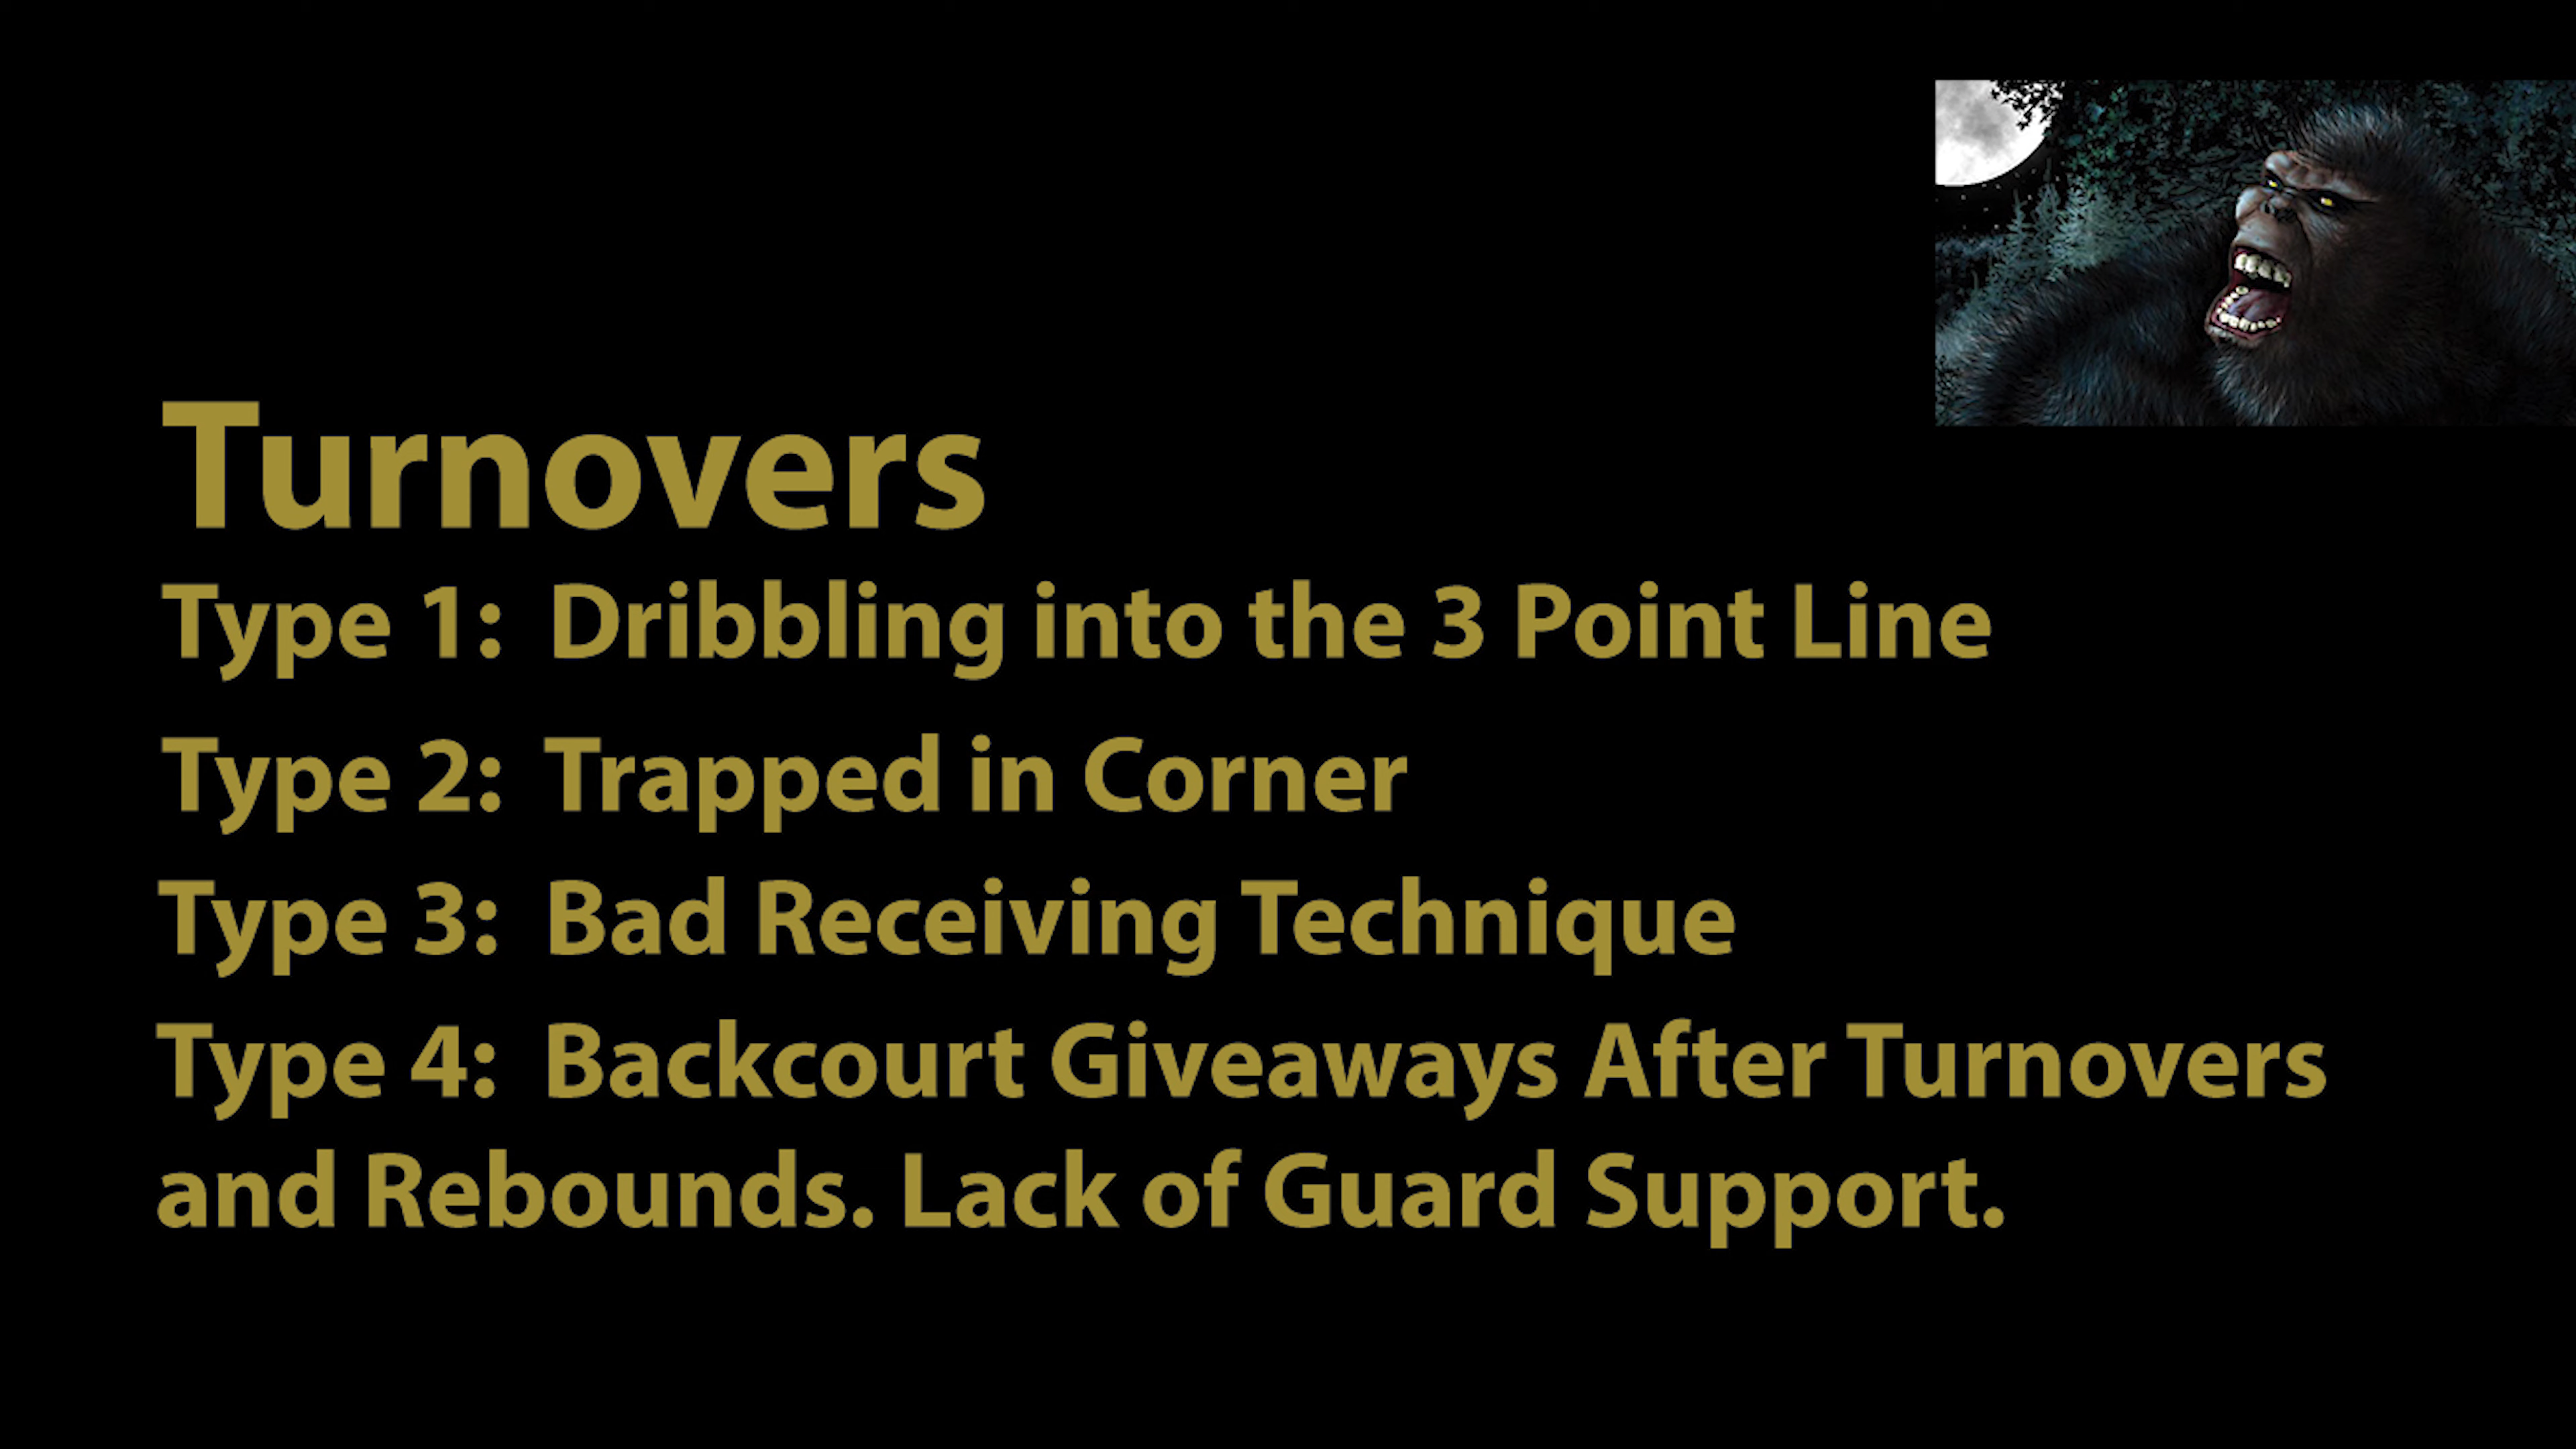 Turnovers
Type 1: Dribbling into the 3 Point Line
Type 2: Trapped in Corner
Type 3: Bad Receiving Technique
Type 4: Backcourt Giveaways After Turnovers
and Rebounds. Lack of Guard Support.